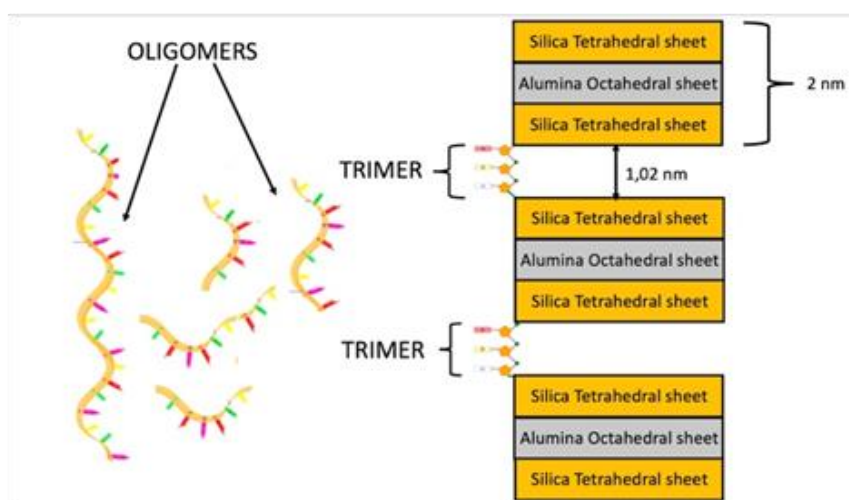 OLIGOMERS
TRIMER
TRIMER
Silica Tetrahedral sheet
Alumina Octahedral sheet
Silica Tetrahedral sheet
2 nm
1,02 nm
Silica Tetrahedral sheet
Alumina Octahedral sheet
Silica Tetrahedral sheet
Silica Tetrahedral sheet
Alumina Octahedral sheet
Silica Tetrahedral sheet